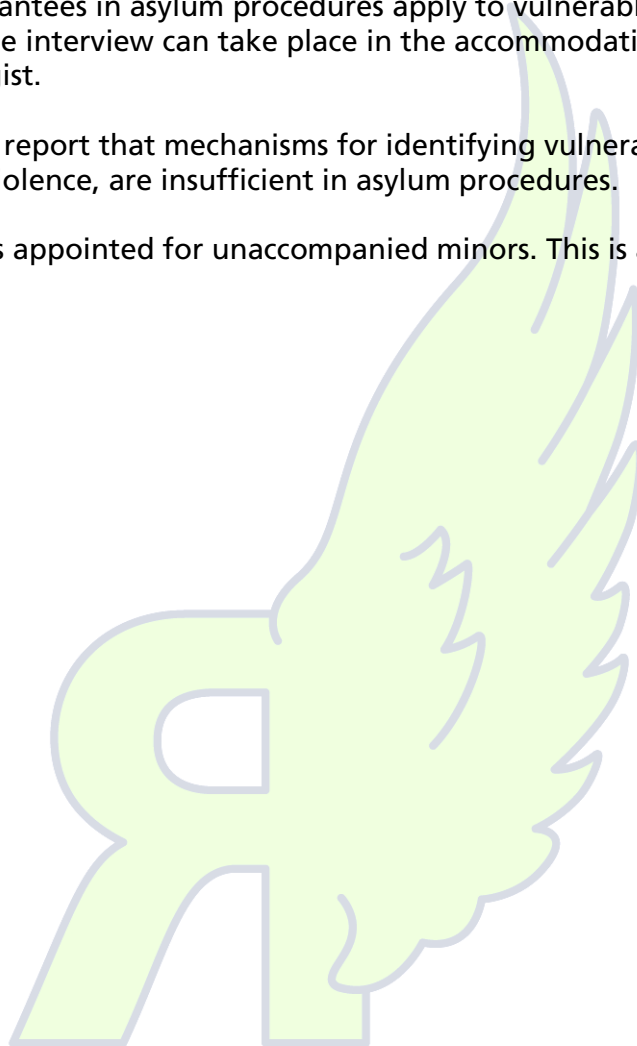 antees in asylum procedures apply to vulnerabl
e interview can take place in the accommodati
ist.
report that mechanisms for identifying vulnera
olence, are insufficient in asylum procedures.
s appointed for unaccompanied minors. This is